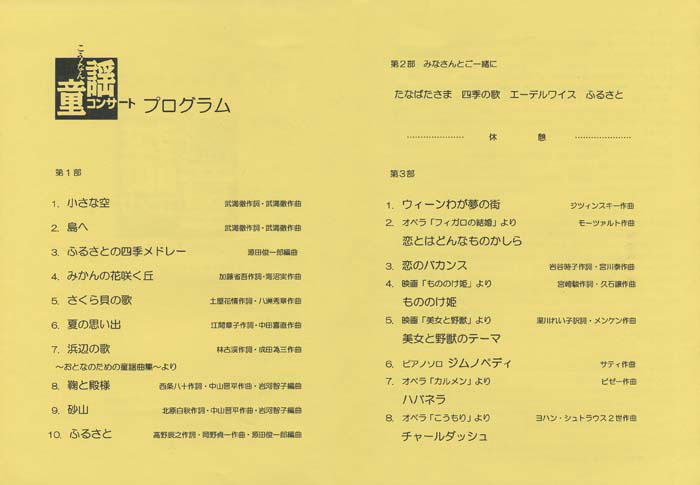 こうなん
童謡
コンサート プログラム
第1部
1. 小さな空 武満徹作詞・武満徹作曲
2. 島へ 武満徹作詞・武満徹作曲
3. ふるさとの四季メドレー 源田俊一郎編曲
4. みかんの花咲く丘 加藤省吾作詞・海沼実作曲
5. さくら貝の歌 土屋花情作詞・八洲秀章作曲
6. 夏の思い出 江間章子作詞・中田喜直作曲
7. 浜辺の歌 林古渓作詞・成田為三作曲
～おとなのための童謡曲集～より
8. 鞠と殿様 西条八十作詞・中山晋平作曲・岩河智子編曲
9. 砂山 北原白秋作詞・中山晋平作曲・岩河智子編曲
10. ふるさと 高野辰之作詞・岡野貞一作曲・源田俊一郎編曲
第2部 みなさんとご一緒に
たなばたさま 四季の歌 エーデルワイス ふるさと
………………… 休 憩 …………………
第3部
1. ウィーンわが夢の街 ジツィンスキー作曲
2. オペラ「フィガロの結婚」より モーツァルト作曲
恋とはどんなものかしら
3. 恋のバカンス 岩谷時子作詞・宮川泰作曲
4. 映画「もののけ姫」より 宮崎駿作詞・久石譲作曲
もののけ姫
5. 映画「美女と野獣」より 湯川れい子訳詞・メンケン作曲
美女と野獣のテーマ
6. ピアノソロ ジムノペディ サティ作曲
7. オペラ「カルメン」より ビゼー作曲
ハバネラ
8. オペラ「こうもり」より ヨハン・シュトラウス2世作曲
チャールダッシュ